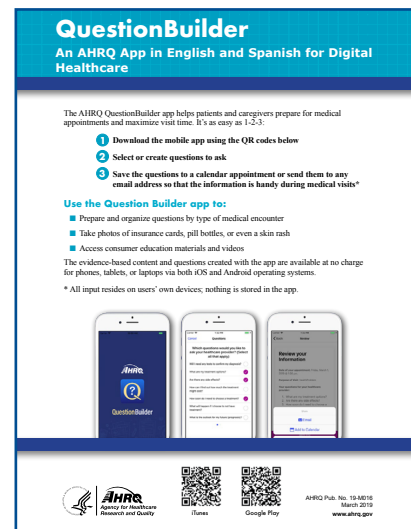 QuestionBuilder
An AHRQ App in English and Spanish for Digital
Healthcare
The AHRQ QuestionBuilder app helps patients and caregivers prepare for medical
appointments and maximize visit time. It's as easy as 1-2-3:
1 Download the mobile app using the QR codes below
2 Select or create questions to ask
3 Save the questions to a calendar appointment or send them to any
email address so that the information is handy during medical visits*
Use the Question Builder app to:
■ Prepare and organize questions by type of medical encounter
■ Take photos of insurance cards, pill bottles, or even a skin rash
■ Access consumer education materials and videos
The evidence-based content and questions created with the app are available at no charge
for phones, tablets, or laptops via both iOS and Android operating systems.
* All input resides on users' own devices; nothing is stored in the app.
AHRQ
QuestionBuilder
Questions
Which questions would you like to
ask your healthcare provider? (Select
all that apply)
Review your
Information
Email
Add to Calendar
AHRQ
Agency for Healthcare
Research and Quality
iTunes
Google Play
AHRQ Pub. No. 19-M016
March 2019
www.ahrq.gov